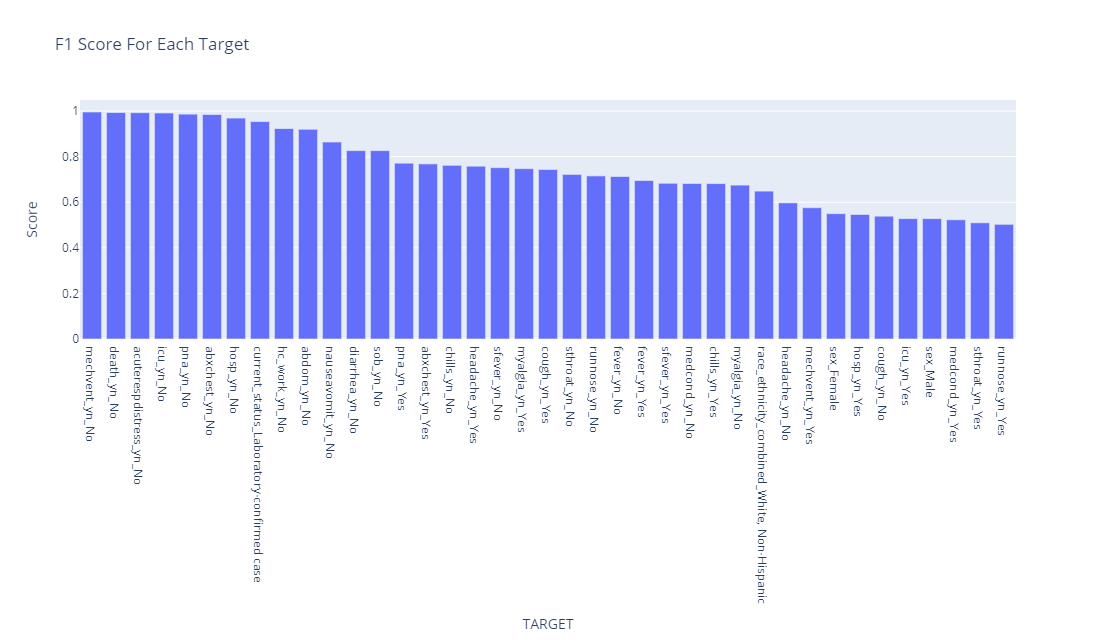 F1 Score For Each Target
1
0.8
0.6
0.4
0.2
0
Score
mechvent_yn_No
death_yn_No
acuterespdistress_yn_No
icu_yn_No
pna_yn_No
abxchest_yn_No
hosp_yn_No
current_status_Laboratory-confirmed case
hc_work_yn_No
abdom_yn_No
nauseavomit_yn_No
diarrhea_yn_No
sob_yn_No
pna_yn_Yes
abxchest_yn_Yes
chills_yn_No
headache_yn_Yes
sfever_yn_No
myalgia_yn_Yes
cough_yn_Yes
sthroat_yn_No
runnose_yn_No
fever_yn_No
fever_yn_Yes
sfever_yn_Yes
medcond_yn_No
chills_yn_Yes
myalgia_yn_No
race_ethnicity_combined_White, Non-Hispanic
headache_yn_No
mechvent_yn_Yes
sex_Female
hosp_yn_Yes
cough_yn_No
icu_yn_Yes
sex_Male
medcond_yn_Yes
sthroat_yn_Yes
runnose_yn_Yes
TARGET